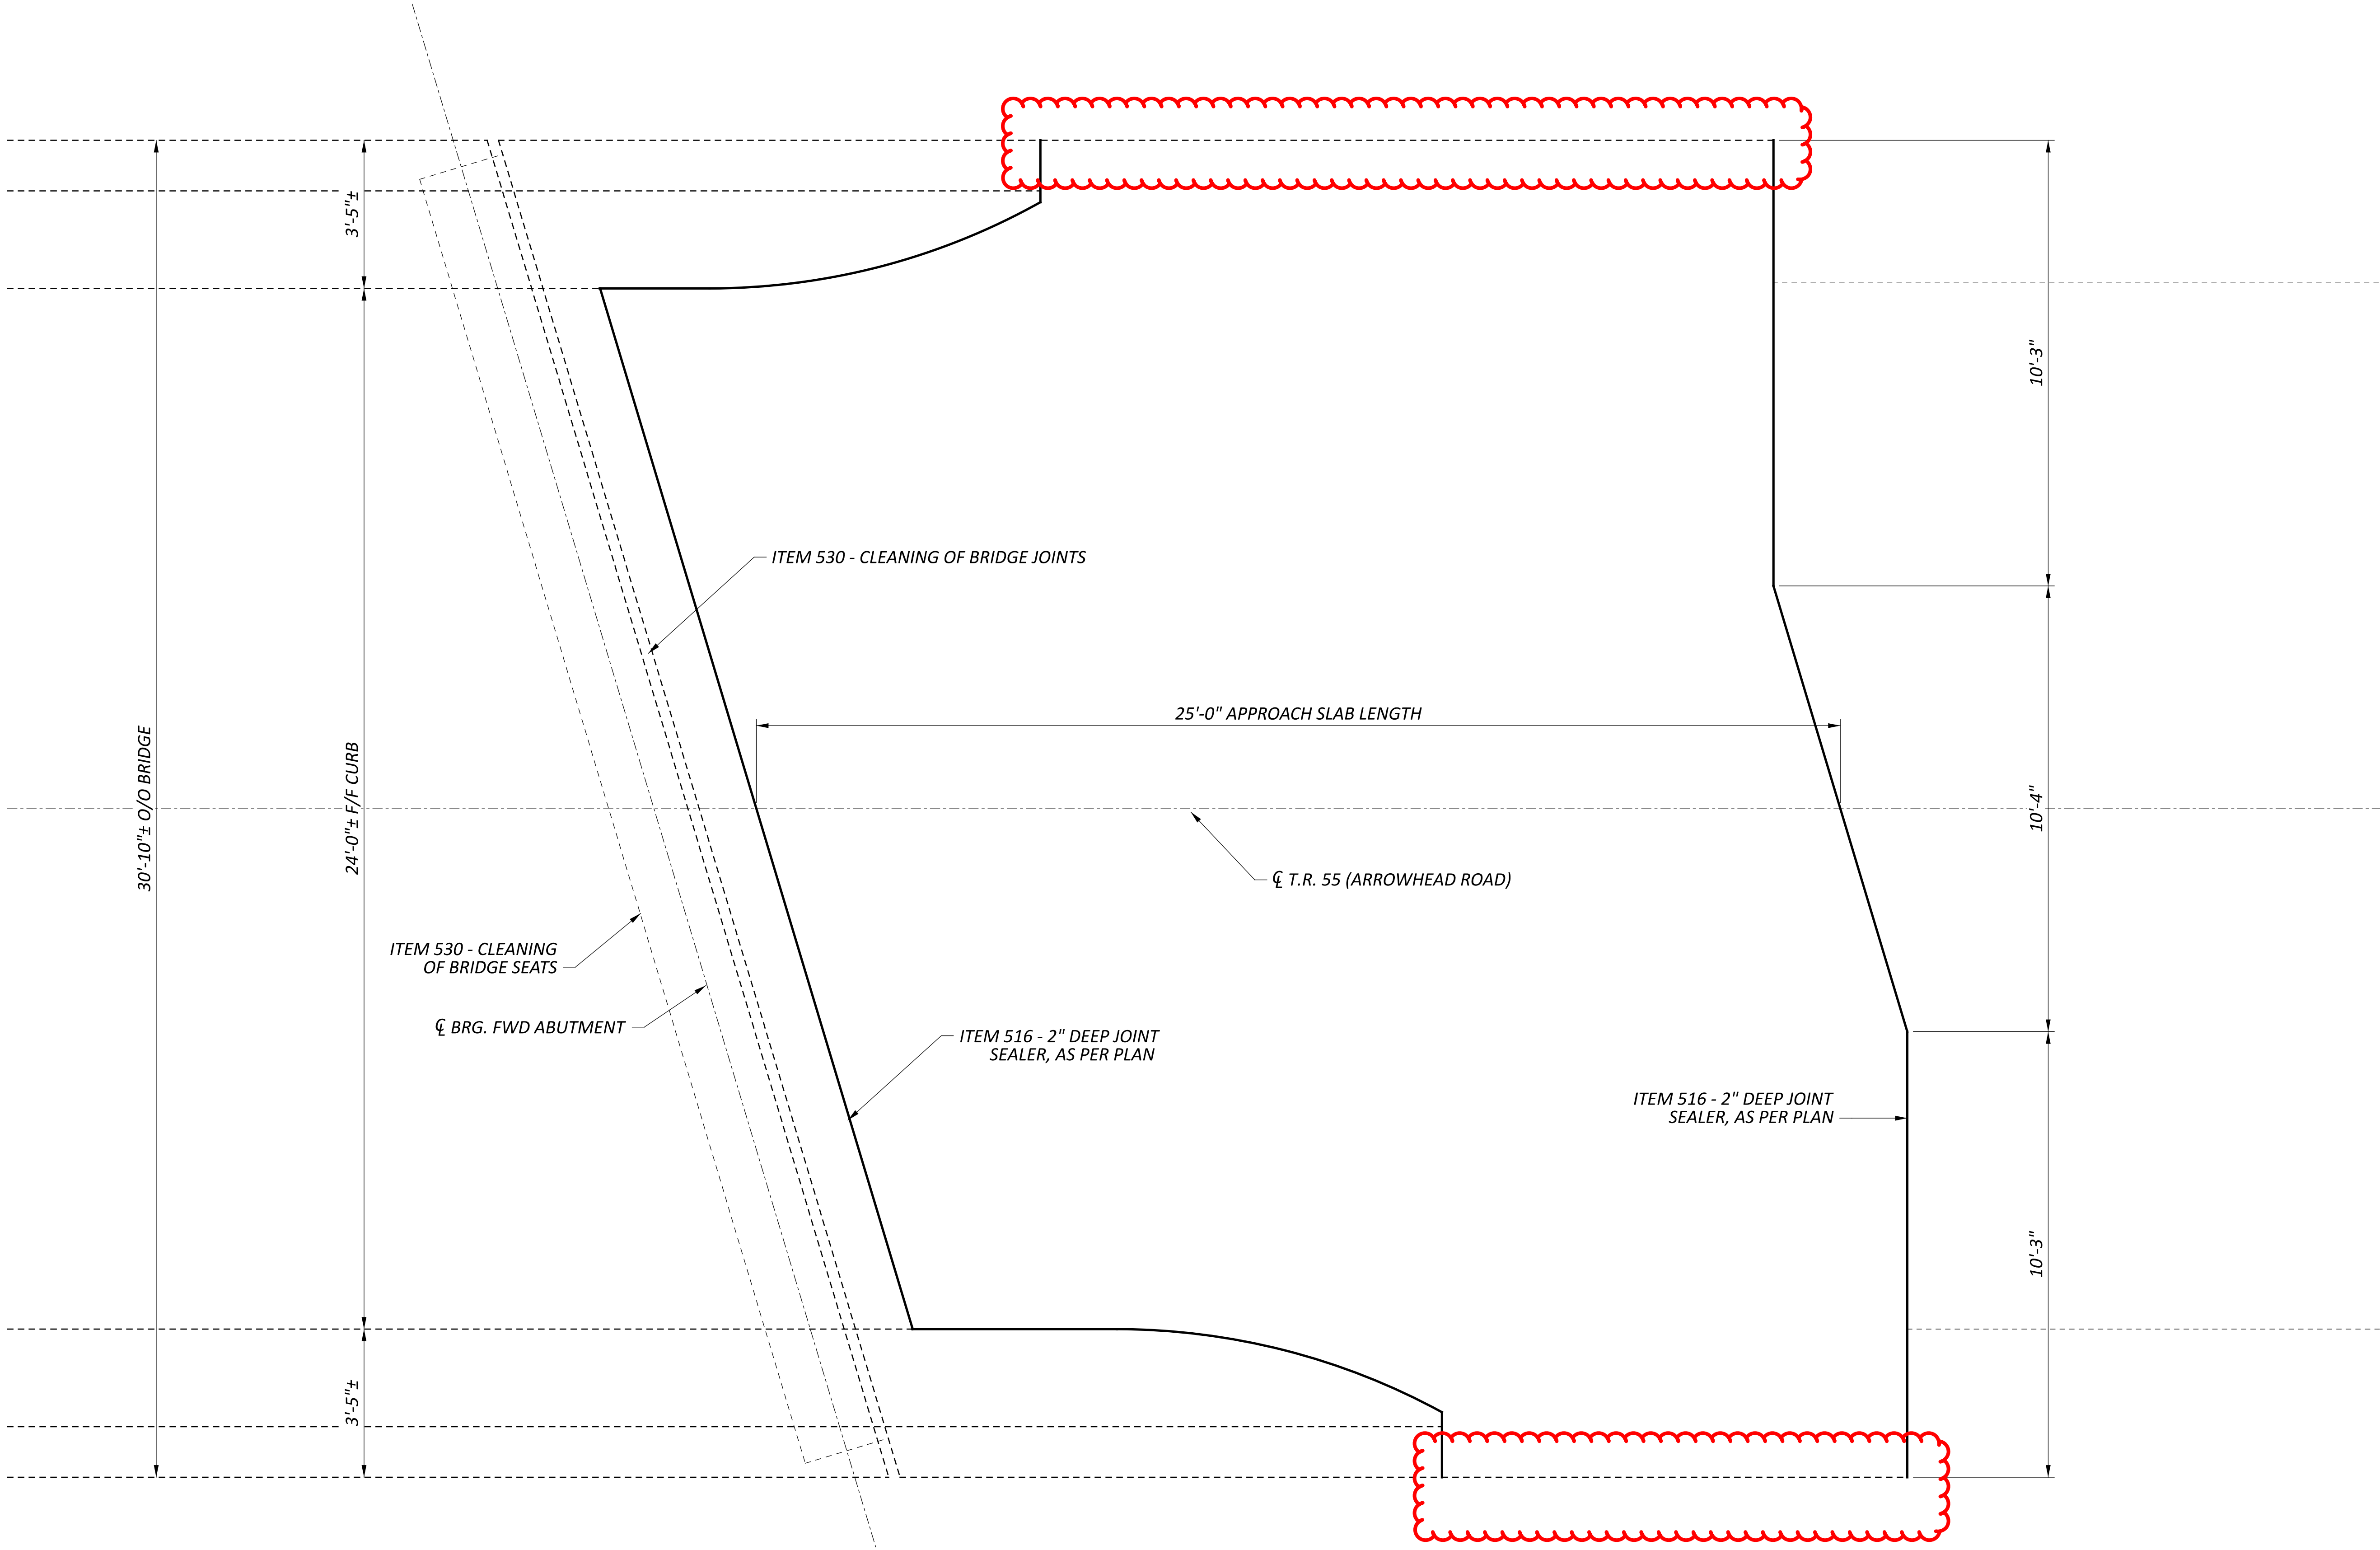 3'-5"±
10'-3"
ITEM 530 - CLEANING OF BRIDGE JOINTS
25'-0" APPROACH SLAB LENGTH
30'-10"± O/O BRIDGE
24'-0"± F/F CURB
10'-4"
℄ T.R. 55 (ARROWHEAD ROAD)
ITEM 530 - CLEANING
OF BRIDGE SEATS
℄ BRG. FWD ABUTMENT
ITEM 516 - 2" DEEP JOINT
SEALER, AS PER PLAN
ITEM 516 - 2" DEEP JOINT
SEALER, AS PER PLAN
10'-3"
3'-5"±